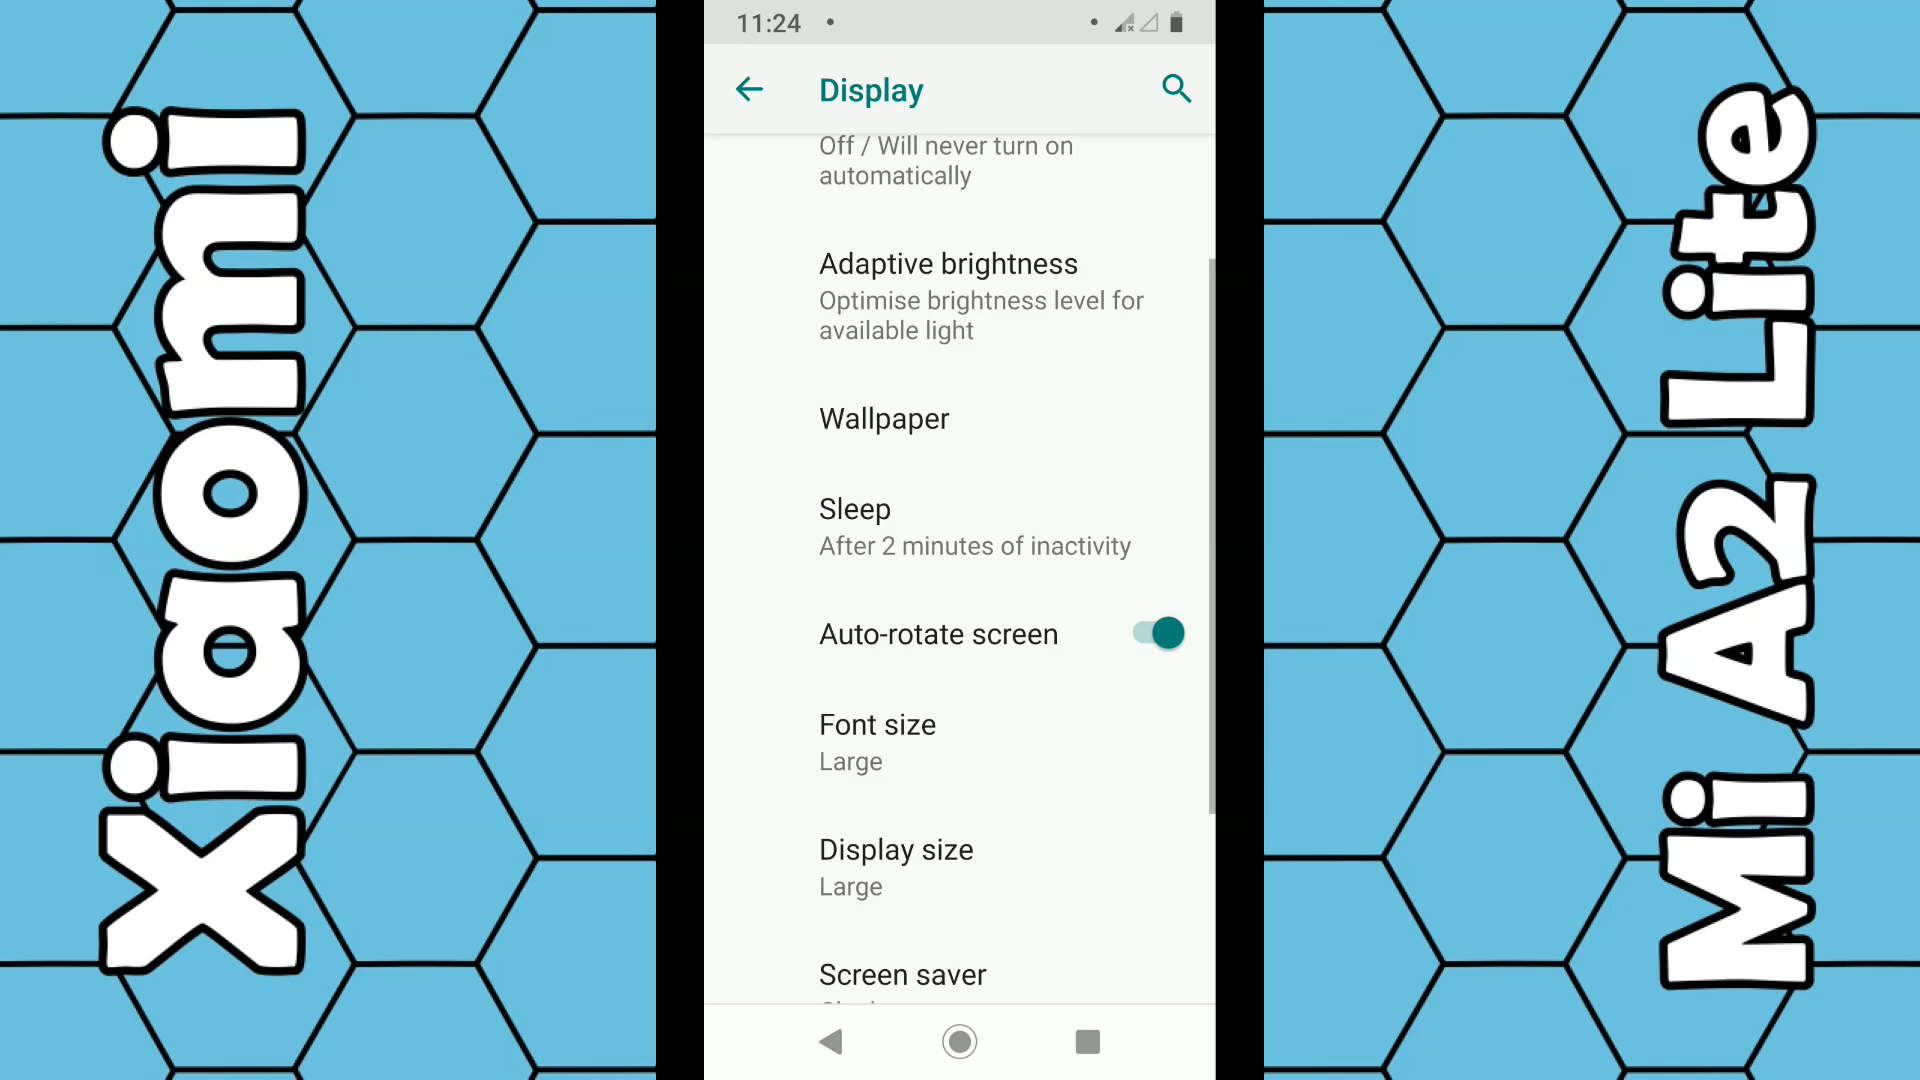 Xiaomi
11:24
Display
Off / Will never turn on
automatically
Adaptive brightness
Optimise brightness level for
available light
Wallpaper
Sleep
After 2 minutes of inactivity
Auto-rotate screen
Font size
Large
Display size
Large
Screen saver
Mi A2 Lite